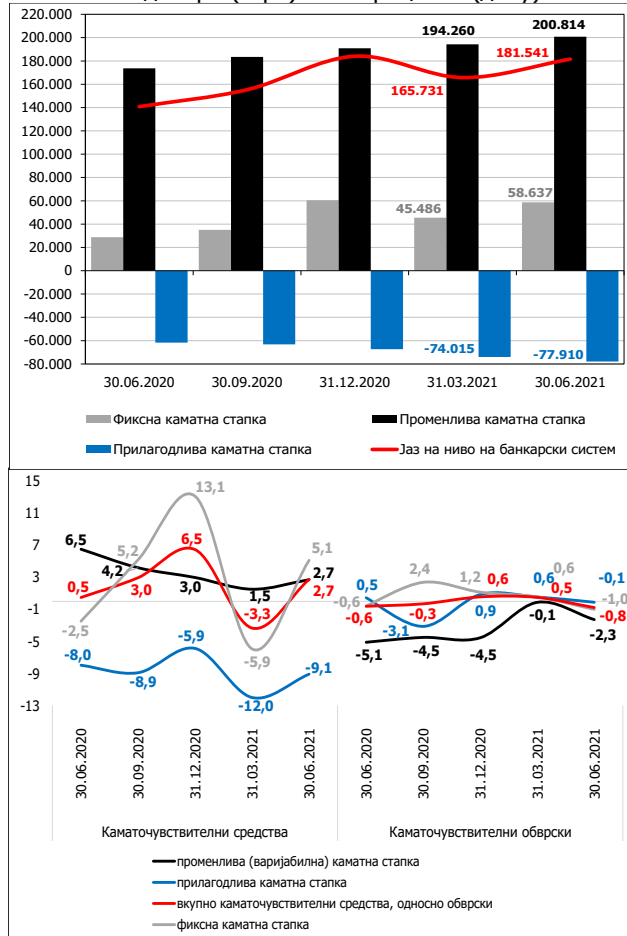 220.000
200.000
180.000
160.000
140.000
120.000
100.000
80.000
60.000
40.000
20.000
0
-20.000
-40.000
-60.000
-80.000
194.260
200.814
165.731
181.541
45.486
58.637
-74.015
-77.910
30.06.2020 30.09.2020 31.12.2020 31.03.2021 30.06.2021
Фиксна каматна стапка Променлива каматна стапка
Прилагодлива каматна стапка Јаз на ниво на банкарски систем
15
11
7
3
-1
-5
-9
-13
6,5 4,2 3,0 1,5 2,7
0,5 3,0 6,5 -3,3 2,7
-2,5 5,2 13,1 -5,9 5,1
-8,0 -8,9 -5,9 -12,0 -9,1
-5,1 -4,5 -4,5 -0,1 -2,3
0,5 -3,1 0,9 0,6 -0,1
-0,6 -0,3 0,6 0,5 -0,8
-0,6 2,4 1,2 0,6 -1,0
30.06.2020 30.09.2020 31.12.2020 31.03.2021 30.06.2021 30.06.2020 30.09.2020 31.12.2020 31.03.2021 30.06.2021
Каматочувствителни средства Каматочувствителни обврски
променлива (варијабилна) каматна стапка
прилагодлива каматна стапка
вкупно каматочувствителни средства, односно обврски
фиксна каматна стапка